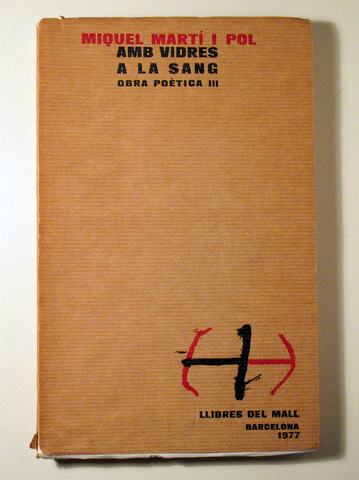 MIQUEL MARTÍ I POL
AMB VIDRES
A LA SANG
OBRA POÈTICA III
LLIBRES DEL MALL
BARCELONA
1977